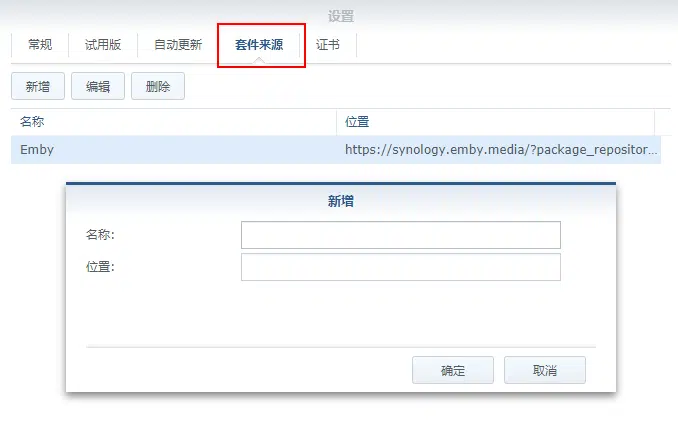 设置
常规 试用版 自动更新 套件来源 证书
新增 编辑 删除
名称 位置
Emby https://synology.emby.media/?package_repositor...
新增
名称:
位置:
确定 取消